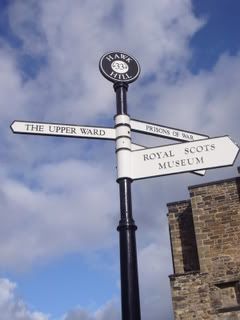 HAWK
HILL
THE UPPER WARD
PRISONS OF WAR
ROYAL SCOTS
MUSEUM